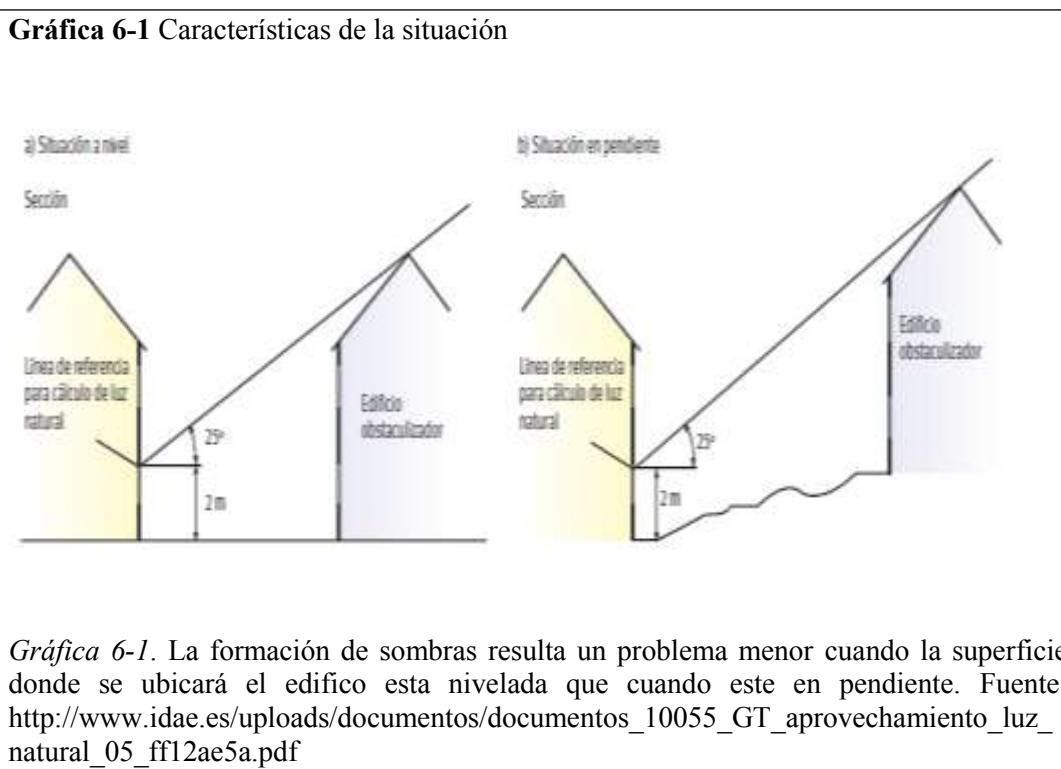 Gráfica 6-1 Características de la situación
a) Situación a nivel
Sección
Línea de referencia
para cálculo de luz
natural
25º
2 m
Edificio
obstaculizador
b) Situación en pendiente
Sección
Línea de referencia
para cálculo de luz
natural
25º
2 m
Edificio
obstaculizador
Gráfica 6-1. La formación de sombras resulta un problema menor cuando la superficie
donde se ubicará el edifico esta nivelada que cuando este en pendiente. Fuente
http://www.idae.es/uploads/documentos/documentos_10055_GT_aprovechamiento_luz_
natural_05_ff12ae5a.pdf